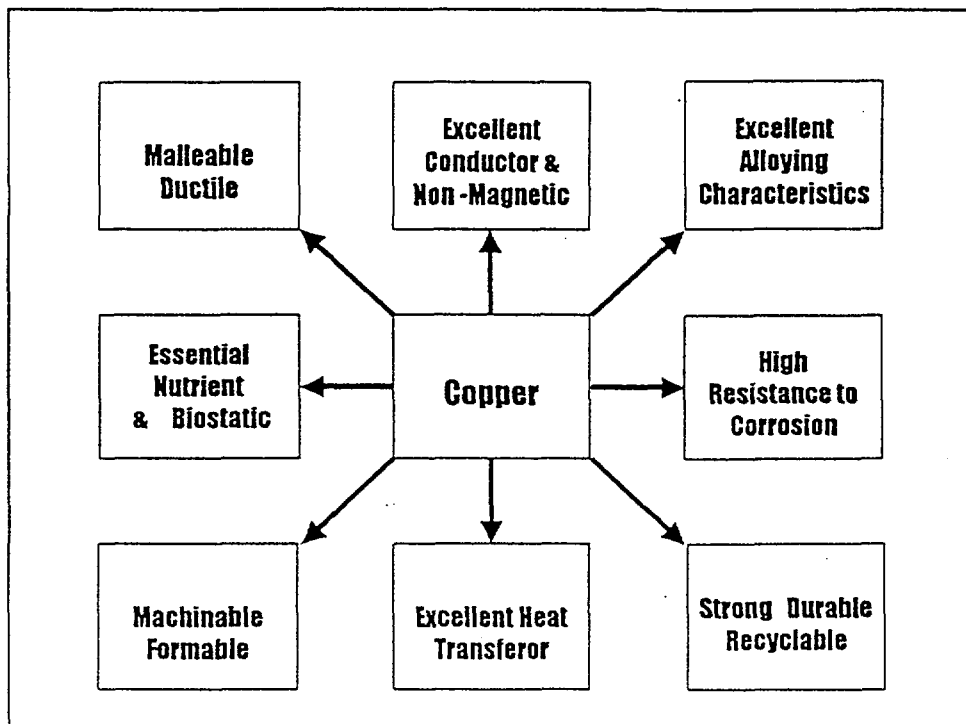 Malleable
Ductile
Excellent
Conductor &
Non-Magnetic
Excellent
Alloying
Characteristics
Essential
Nutrient
& Biostatic
Copper
High
Resistance to
Corrosion
Machinable
Formable
Excellent Heat
Transferor
Strong Durable
Recyclable